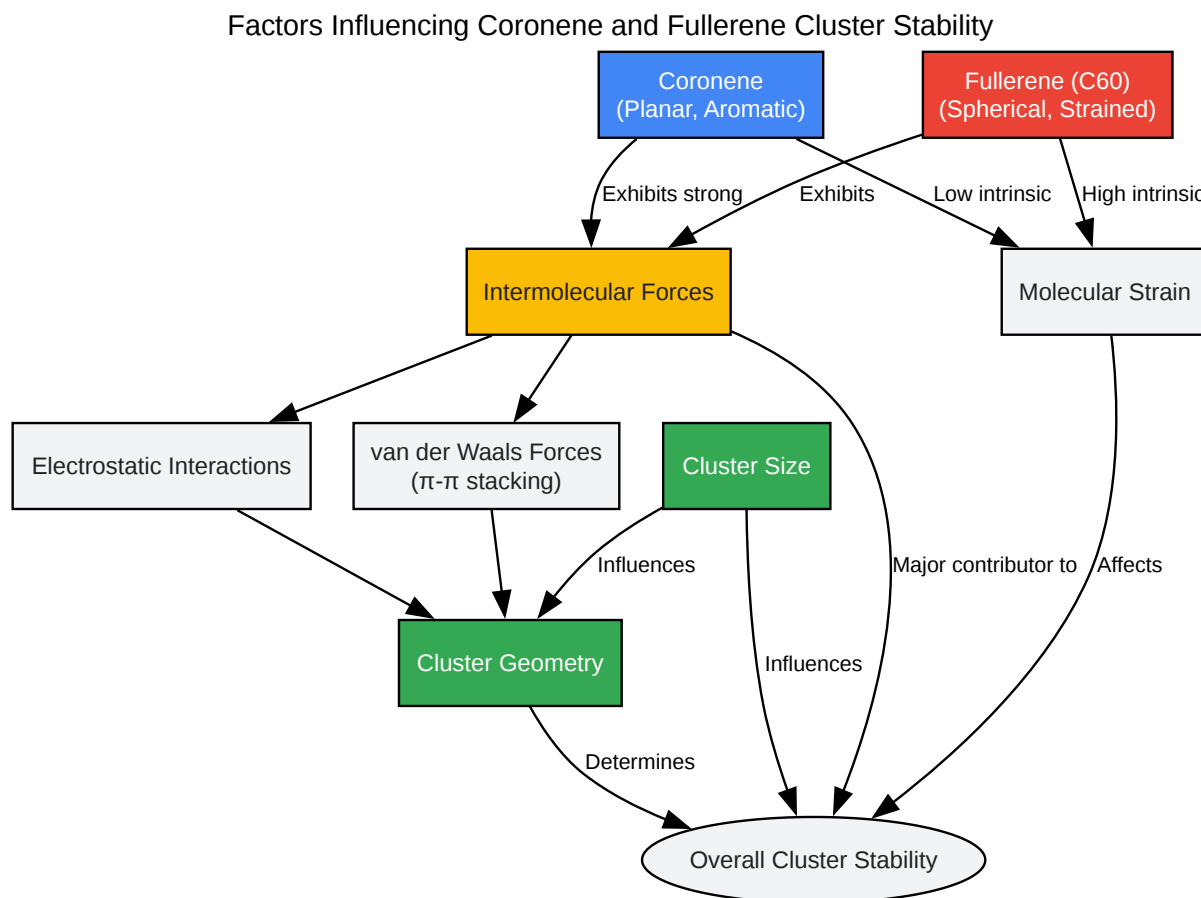 Factors Influencing Coronene and Fullerene Cluster Stability
Coronene
(Planar, Aromatic)
Fullerene (C60)
(Spherical, Strained)
Exhibits strong
Exhibits
Low intrinsic
High intrinsic
Intermolecular Forces
Molecular Strain
Electrostatic Interactions
van der Waals Forces
(π-π stacking)
Cluster Size
Influences
Major contributor to
Affects
Cluster Geometry
Influences
Determines
Overall Cluster Stability